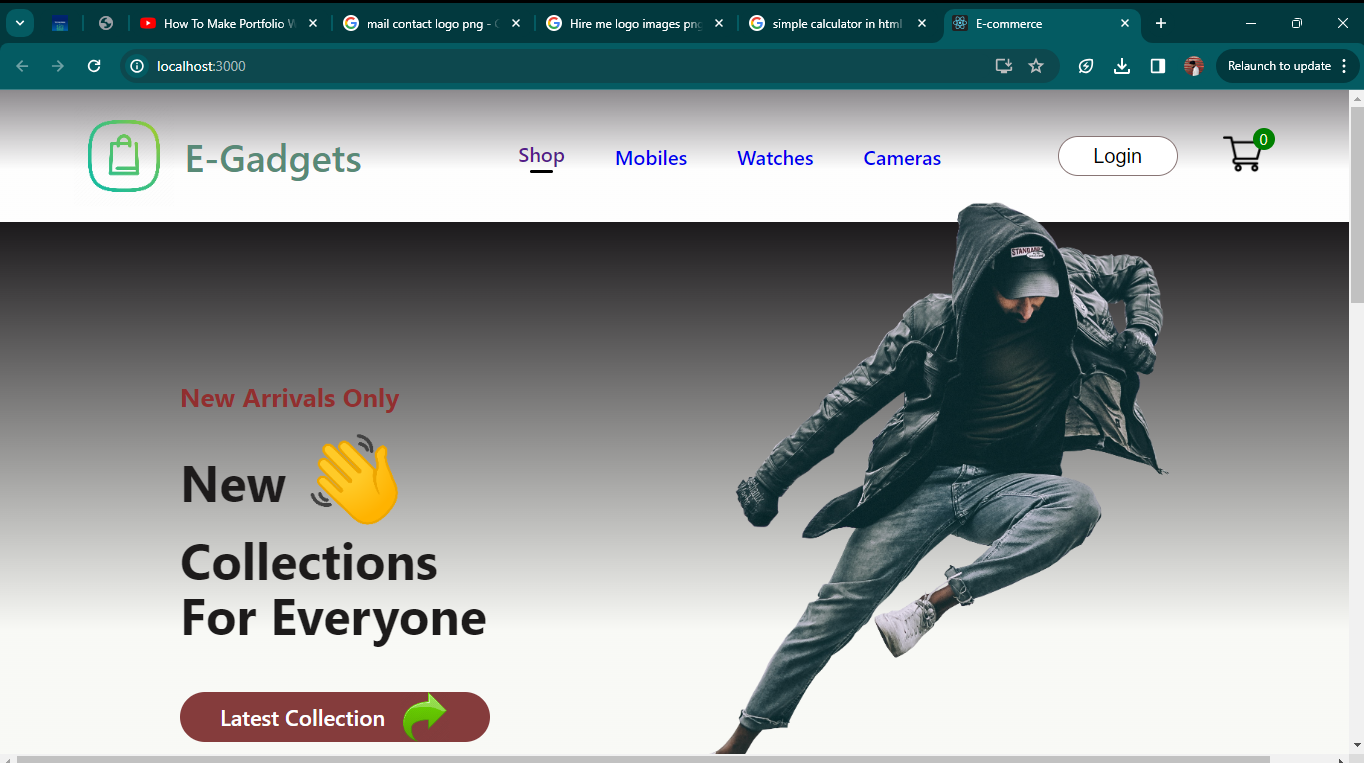 How To Make Portfolio W
mail contact logo png - G
Hire me logo images png
simple calculator in html
E-commerce
localhost:3000
Relaunch to update
E-Gadgets
Shop
Mobiles
Watches
Cameras
Login
0
STANDARD
New Arrivals Only
New 👋
Collections
For Everyone
Latest Collection